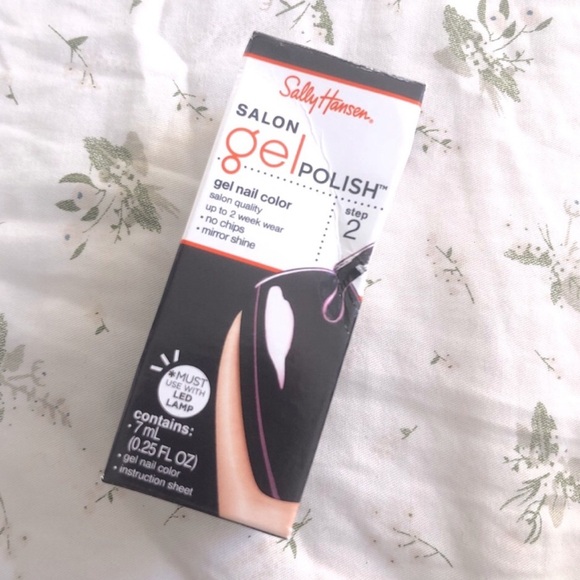 Sally Hansen®
SALON
gel POLISH™
gel nail color
salon quality
up to 2 week wear
• no chips
• mirror shine
step
2
*MUST
USE WITH
LED
LAMP
contains:
• 7 mL
(0.25 FL OZ)
• gel nail color
• instruction sheet